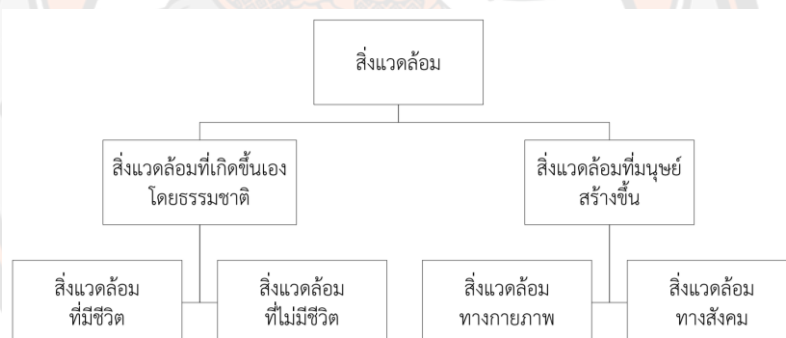 สิ่งแวดล้อม
สิ่งแวดล้อมที่เกิดขึ้นเอง
โดยธรรมชาติ
สิ่งแวดล้อมที่มนุษย์
สร้างขึ้น
สิ่งแวดล้อม
ที่มีชีวิต
สิ่งแวดล้อม
ที่ไม่มีชีวิต
สิ่งแวดล้อม
ทางกายภาพ
สิ่งแวดล้อม
ทางสังคม